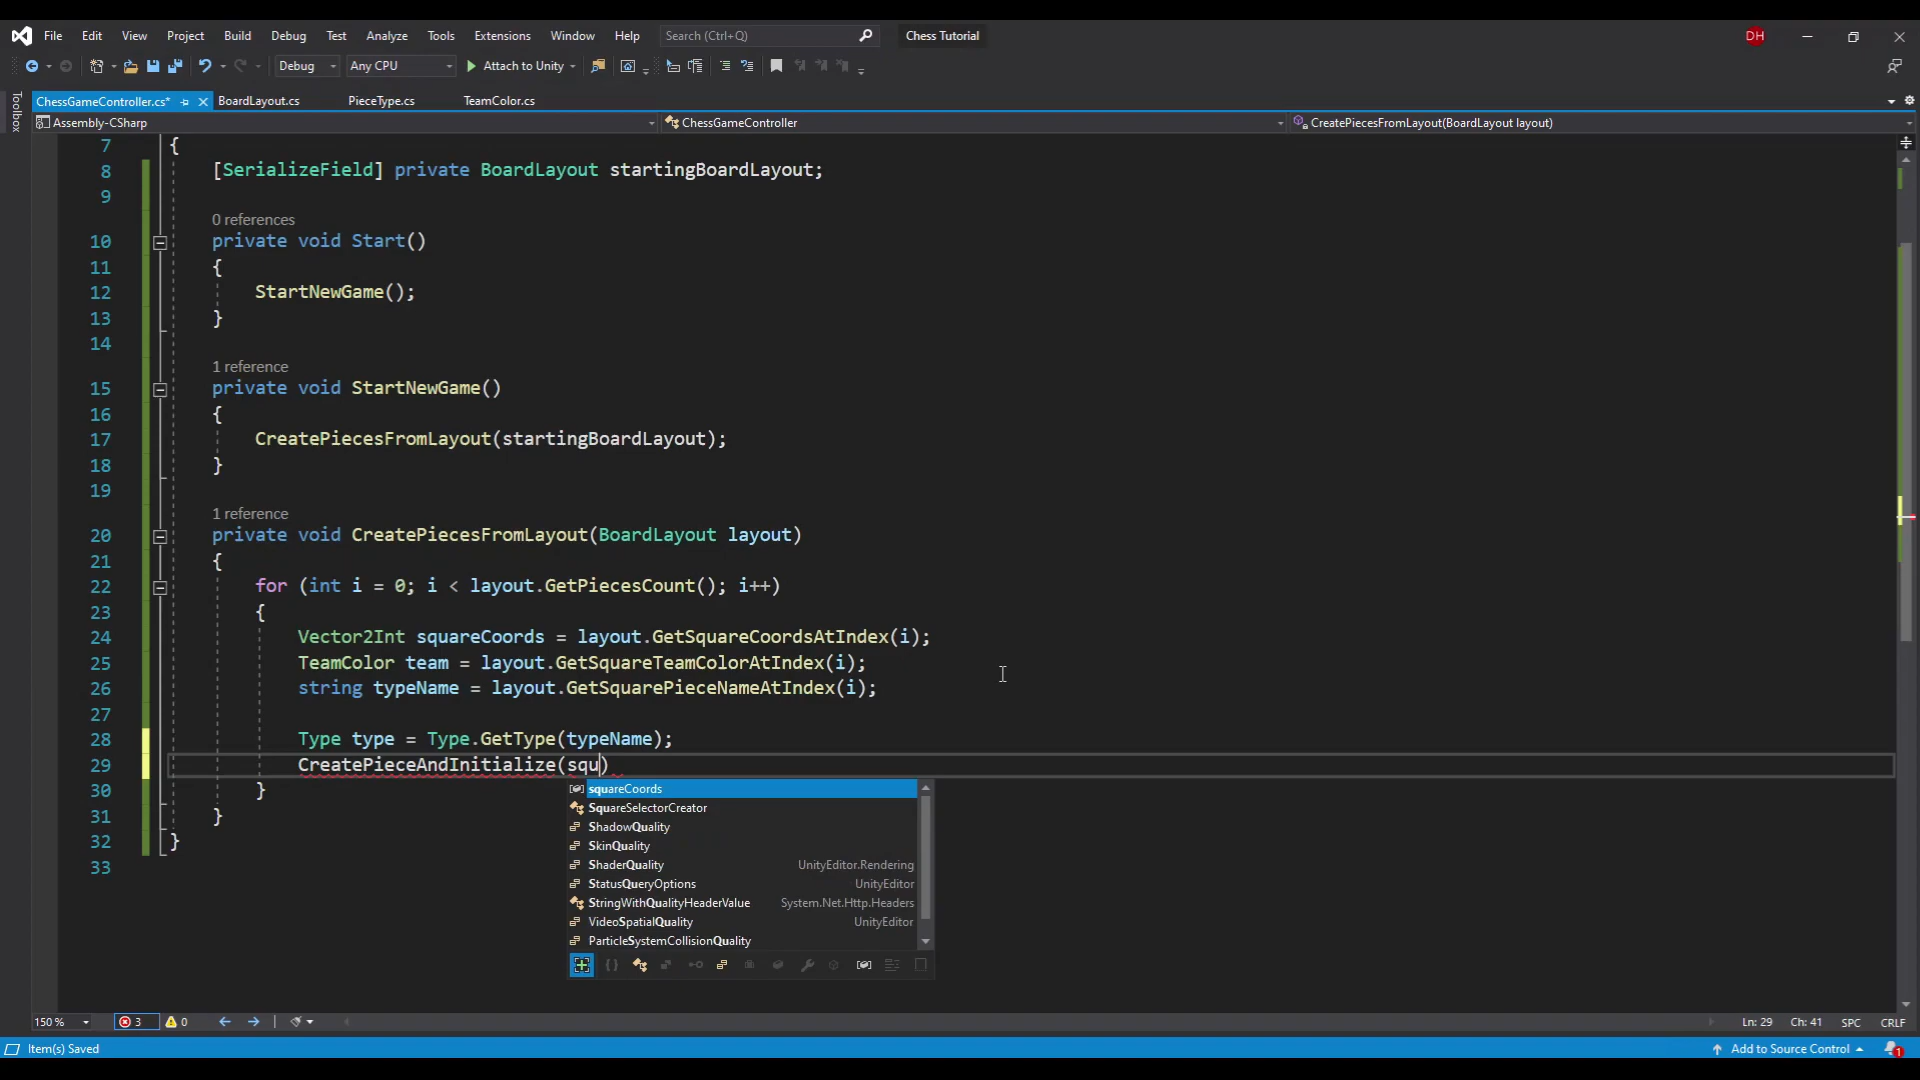 File Edit View Project Build Debug Test Analyze Tools Extensions Window Help Search (Ctrl+Q) Chess Tutorial DH
Debug Any CPU Attach to Unity
Toolbox
ChessGameController.cs* BoardLayout.cs PieceType.cs TeamColor.cs
Assembly-CSharp ChessGameController CreatePiecesFromLayout(BoardLayout layout)
7 {
8 [SerializeField] private BoardLayout startingBoardLayout;
9
0 references
10 private void Start()
11 {
12 StartNewGame();
13 }
14
1 reference
15 private void StartNewGame()
16 {
17 CreatePiecesFromLayout(startingBoardLayout);
18 }
19
1 reference
20 private void CreatePiecesFromLayout(BoardLayout layout)
21 {
22 for (int i = 0; i < layout.GetPiecesCount(); i++)
23 {
24 Vector2Int squareCoords = layout.GetSquareCoordsAtIndex(i);
25 TeamColor team = layout.GetSquareTeamColorAtIndex(i);
26 string typeName = layout.GetSquarePieceNameAtIndex(i);
27
28 Type type = Type.GetType(typeName);
29 CreatePieceAndInitialize(squ)
30 }
31 }
32 }
33
squareCoords
SquareSelectorCreator
ShadowQuality
SkinQuality
ShaderQuality UnityEditor.Rendering
StatusQueryOptions UnityEditor
StringWithQualityHeaderValue System.Net.Http.Headers
VideoSpatialQuality UnityEditor
ParticleSystemCollisionQuality
150 % 3 0 Ln: 29 Ch: 41 SPC CRLF
Item(s) Saved Add to Source Control 1